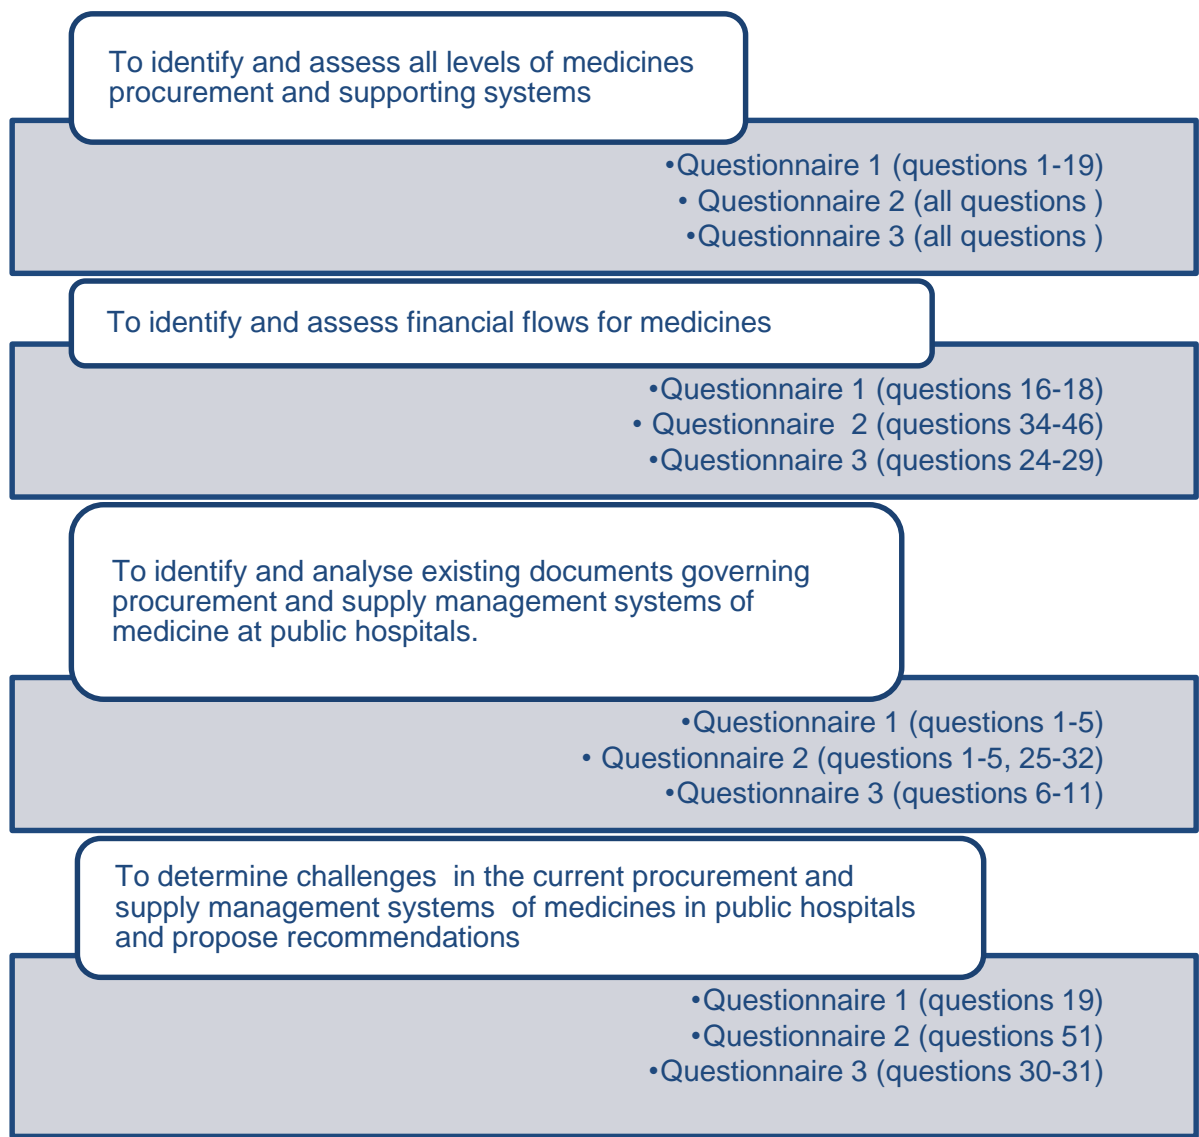 To identify and assess all levels of medicines
procurement and supporting systems
•Questionnaire 1 (questions 1-19)
• Questionnaire 2 (all questions )
•Questionnaire 3 (all questions )
To identify and assess financial flows for medicines
•Questionnaire 1 (questions 16-18)
• Questionnaire  2 (questions 34-46)
•Questionnaire 3 (questions 24-29)
To identify and analyse existing documents governing
procurement and supply management systems of
medicine at public hospitals.
•Questionnaire 1 (questions 1-5)
• Questionnaire 2 (questions 1-5, 25-32)
•Questionnaire 3 (questions 6-11)
To determine challenges  in the current procurement and
supply management systems  of medicines in public hospitals
and propose recommendations
•Questionnaire 1 (questions 19)
•Questionnaire 2 (questions 51)
•Questionnaire 3 (questions 30-31)